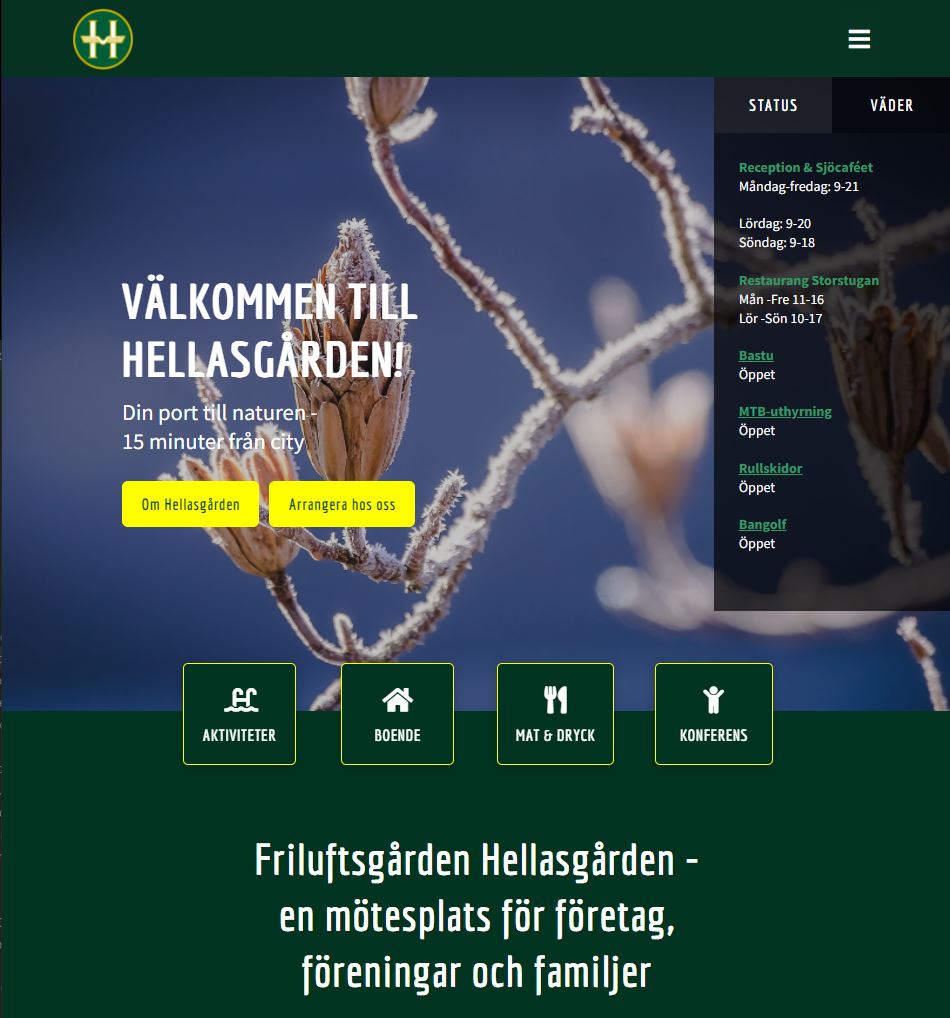 H
STATUS
VÄDER
Reception & Sjöcaféet
Måndag-fredag: 9-21
Lördag: 9-20
Söndag: 9-18
Restaurang Storstugan
Mån -Fre 11-16
Lör -Sön 10-17
Bastu
Öppet
MTB-uthyrning
Öppet
Rullskidor
Öppet
Bangolf
Öppet
VÄLKOMMEN TILL
HELLASGÅRDEN!
Din port till naturen -
15 minuter från city
Om Hellasgården
Arrangera hos oss
AKTIVITETER
BOENDE
MAT & DRYCK
KONFERENS
Friluftsgården Hellasgården -
en mötesplats för företag,
föreningar och familjer